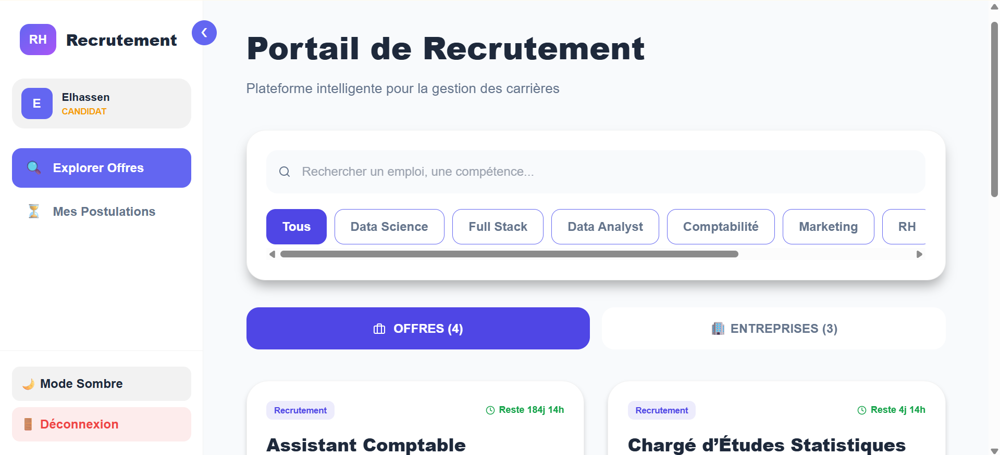 RH
Recrutement
E
Elhassen
CANDIDAT
Explorer Offres
Mes Postulations
Mode Sombre
Déconnexion
Portail de Recrutement
Plateforme intelligente pour la gestion des carrières
Rechercher un emploi, une compétence...
Tous
Data Science
Full Stack
Data Analyst
Comptabilité
Marketing
RH
OFFRES (4)
ENTREPRISES (3)
Recrutement
Reste 184j 14h
Assistant Comptable
Recrutement
Reste 4j 14h
Chargé d’Études Statistiques